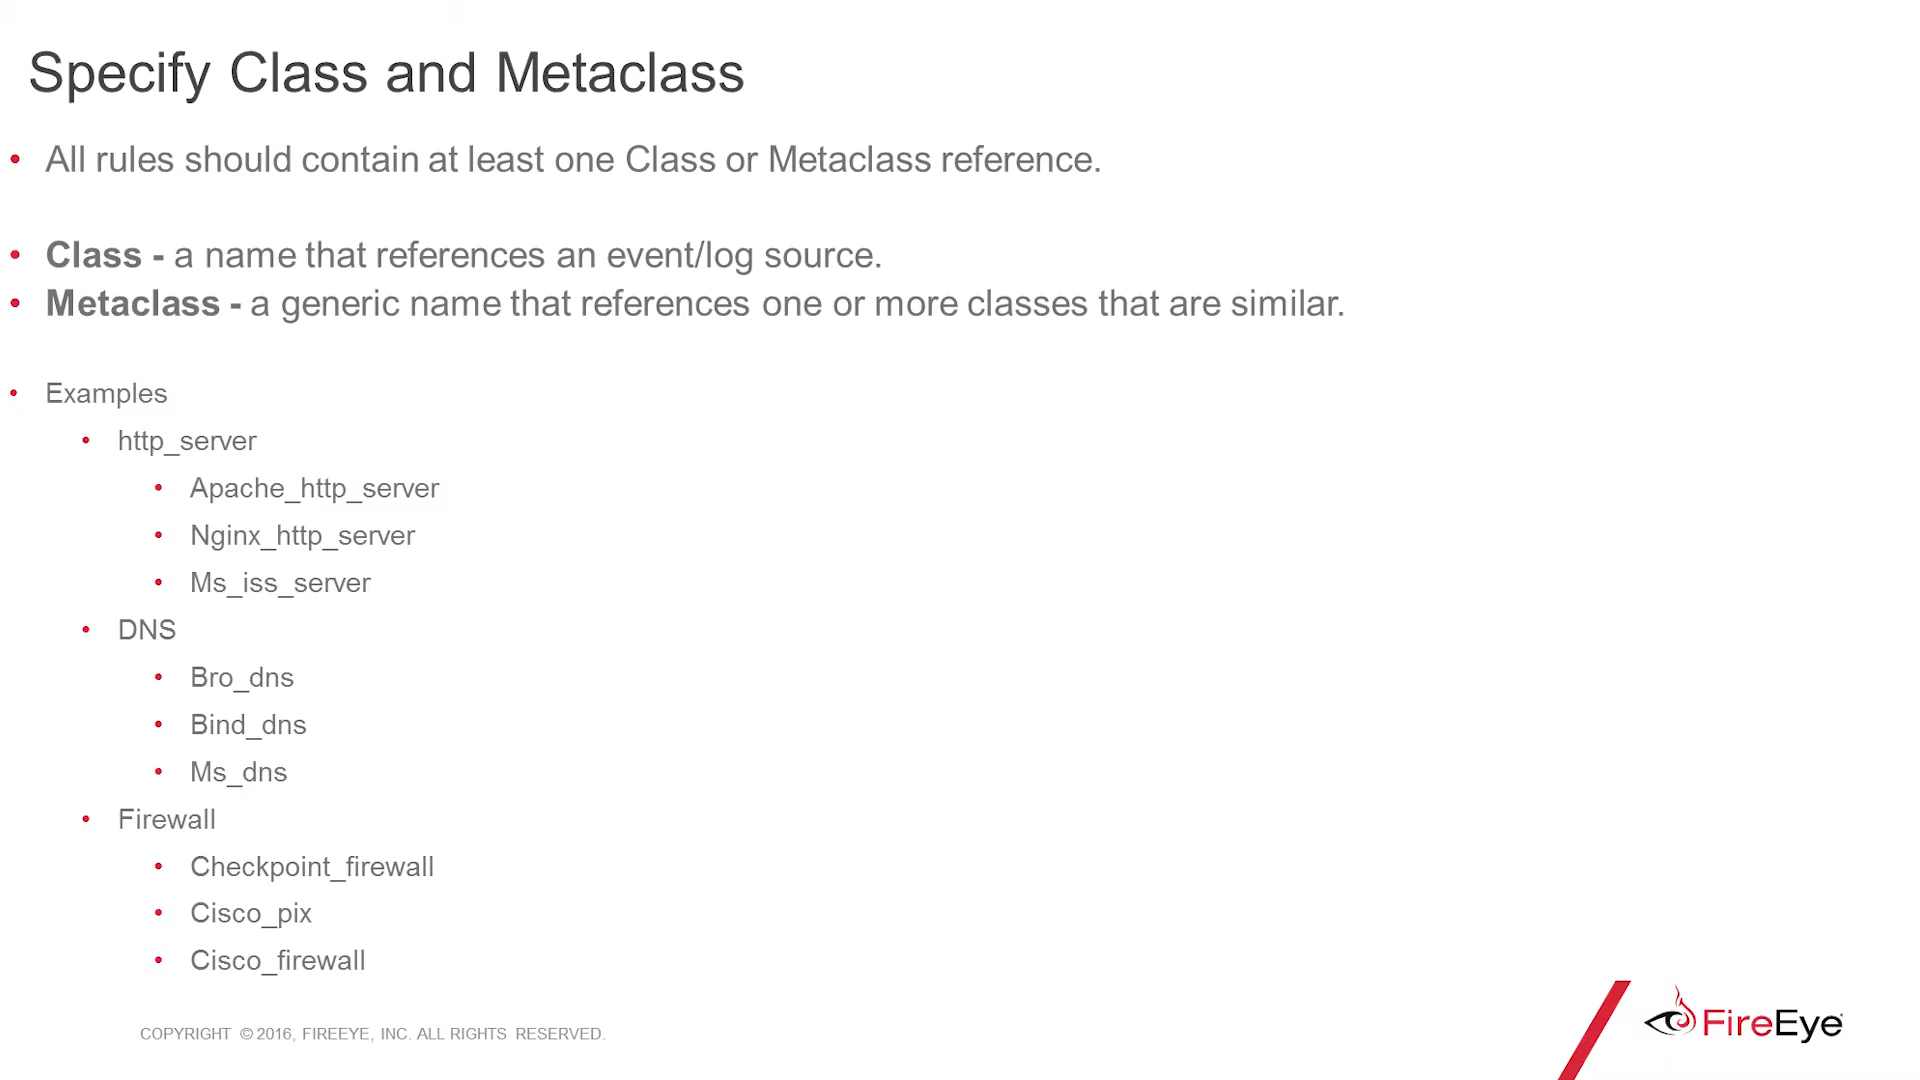 Specify Class and Metaclass
• All rules should contain at least one Class or Metaclass reference.
• Class - a name that references an event/log source.
• Metaclass - a generic name that references one or more classes that are similar.
• Examples
• http_server
• Apache_http_server
• Nginx_http_server
• Ms_iss_server
• DNS
• Bro_dns
• Bind_dns
• Ms_dns
• Firewall
• Checkpoint_firewall
• Cisco_pix
• Cisco_firewall
COPYRIGHT © 2016, FIREEYE, INC. ALL RIGHTS RESERVED.
FireEye